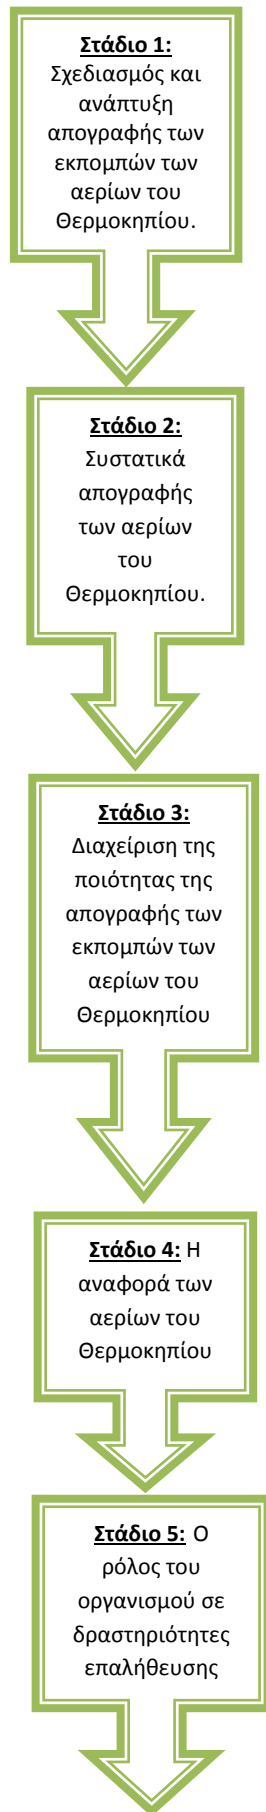 Στάδιο 1:
Σχεδιασμός και
ανάπτυξη
απογραφής των
εκπομπών των
αερίων του
Θερμοκηπίου.
Στάδιο 2:
Συστατικά
απογραφής
των αερίων
του
Θερμοκηπίου.
Στάδιο 3:
Διαχείριση της
ποιότητας της
απογραφής των
εκπομπών των
αερίων του
Θερμοκηπίου
Στάδιο 4: Η
αναφορά των
αερίων του
Θερμοκηπίου
Στάδιο 5: Ο
ρόλος του
οργανισμού σε
δραστηριότητες
επαλήθευσης